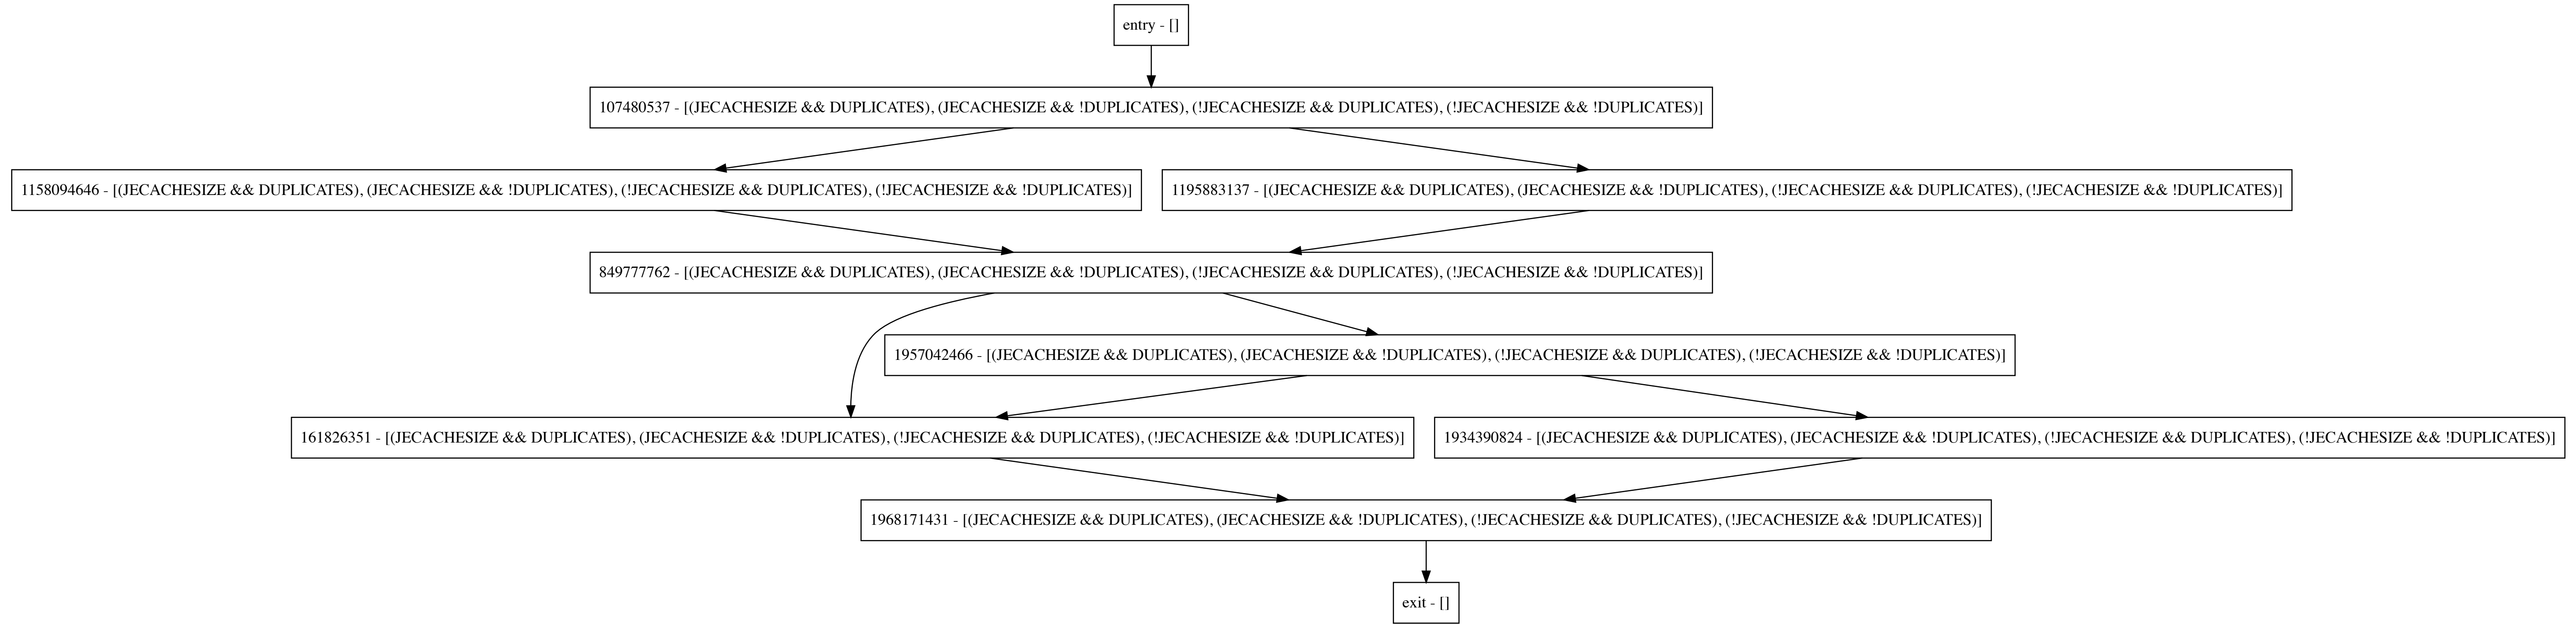 entry - []
107480537 - [(JECACHESIZE && DUPLICATES), (JECACHESIZE && !DUPLICATES), (!JECACHESIZE && DUPLICATES), (!JECACHESIZE && !DUPLICATES)]
1158094646 - [(JECACHESIZE && DUPLICATES), (JECACHESIZE && !DUPLICATES), (!JECACHESIZE && DUPLICATES), (!JECACHESIZE && !DUPLICATES)]
1195883137 - [(JECACHESIZE && DUPLICATES), (JECACHESIZE && !DUPLICATES), (!JECACHESIZE && DUPLICATES), (!JECACHESIZE && !DUPLICATES)]
849777762 - [(JECACHESIZE && DUPLICATES), (JECACHESIZE && !DUPLICATES), (!JECACHESIZE && DUPLICATES), (!JECACHESIZE && !DUPLICATES)]
1957042466 - [(JECACHESIZE && DUPLICATES), (JECACHESIZE && !DUPLICATES), (!JECACHESIZE && DUPLICATES), (!JECACHESIZE && !DUPLICATES)]
161826351 - [(JECACHESIZE && DUPLICATES), (JECACHESIZE && !DUPLICATES), (!JECACHESIZE && DUPLICATES), (!JECACHESIZE && !DUPLICATES)]
1934390824 - [(JECACHESIZE && DUPLICATES), (JECACHESIZE && !DUPLICATES), (!JECACHESIZE && DUPLICATES), (!JECACHESIZE && !DUPLICATES)]
1968171431 - [(JECACHESIZE && DUPLICATES), (JECACHESIZE && !DUPLICATES), (!JECACHESIZE && DUPLICATES), (!JECACHESIZE && !DUPLICATES)]
exit - []